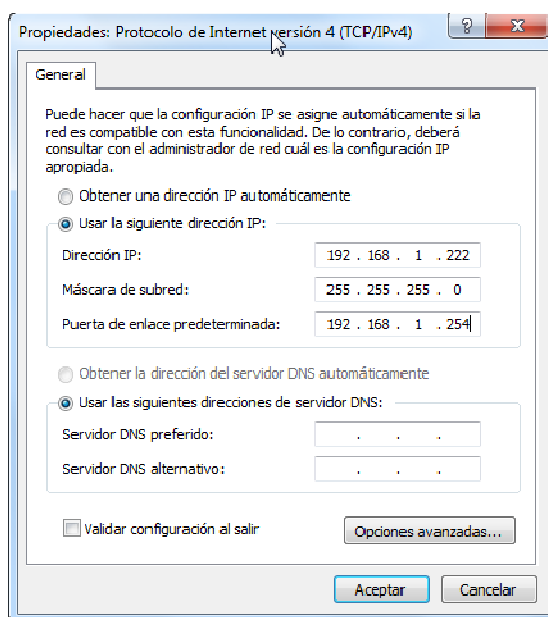 Propiedades: Protocolo de Internet versión 4 (TCP/IPv4)
General
Puede hacer que la configuración IP se asigne automáticamente si la
red es compatible con esta funcionalidad. De lo contrario, deberá
consultar con el administrador de red cuál es la configuración IP
apropiada.
Obtener una dirección IP automáticamente
Usar la siguiente dirección IP:
Dirección IP: 192 . 168 . 1 . 222
Máscara de subred: 255 . 255 . 255 . 0
Puerta de enlace predeterminada: 192 . 168 . 1 . 254
Obtener la dirección del servidor DNS automáticamente
Usar las siguientes direcciones de servidor DNS:
Servidor DNS preferido: . . .
Servidor DNS alternativo: . . .
Validar configuración al salir
Opciones avanzadas...
Aceptar Cancelar